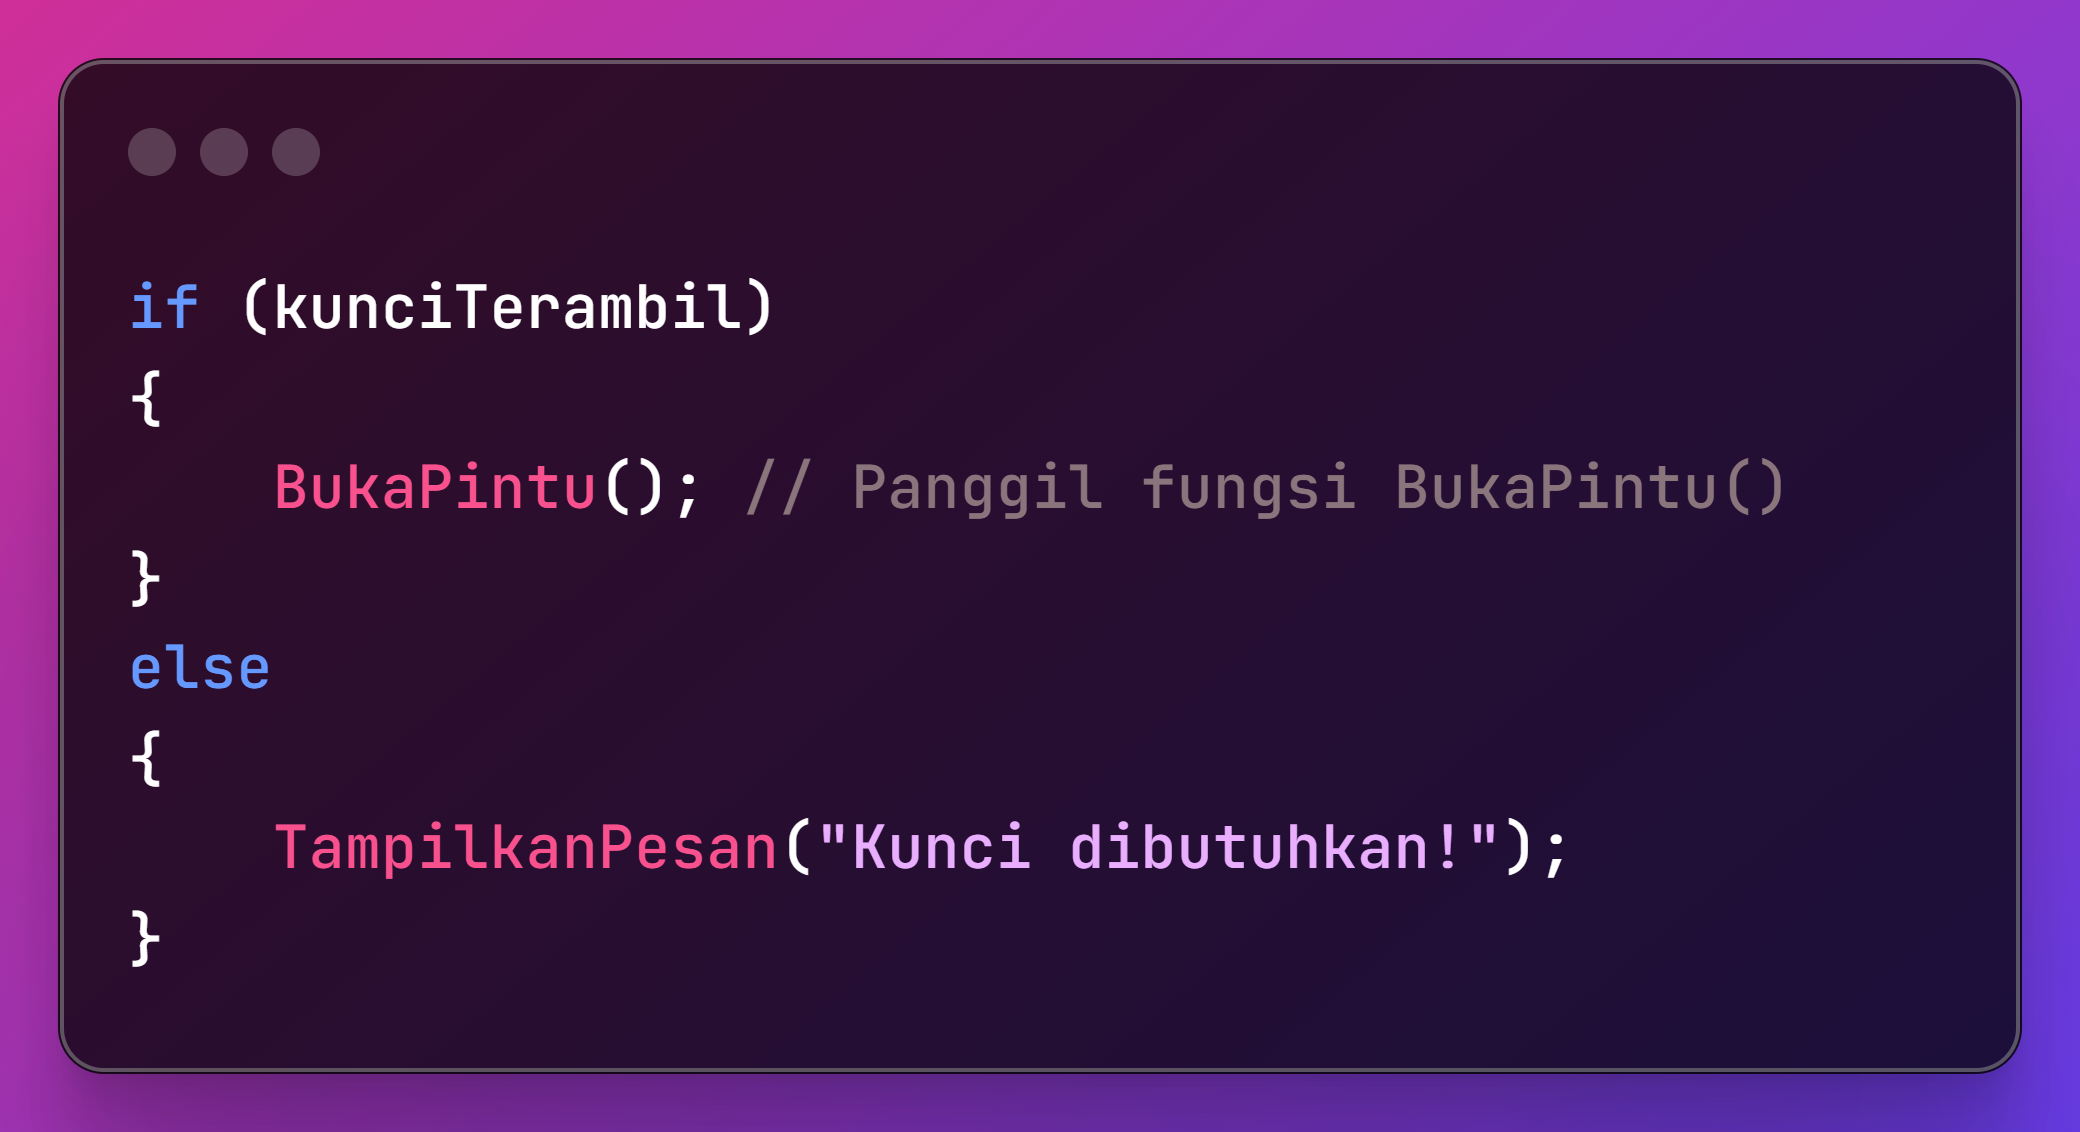 if (kunciTerambil)
{
    BukaPintu(); // Panggil fungsi BukaPintu()
}
else
{
    TampilkanPesan("Kunci dibutuhkan!");
}